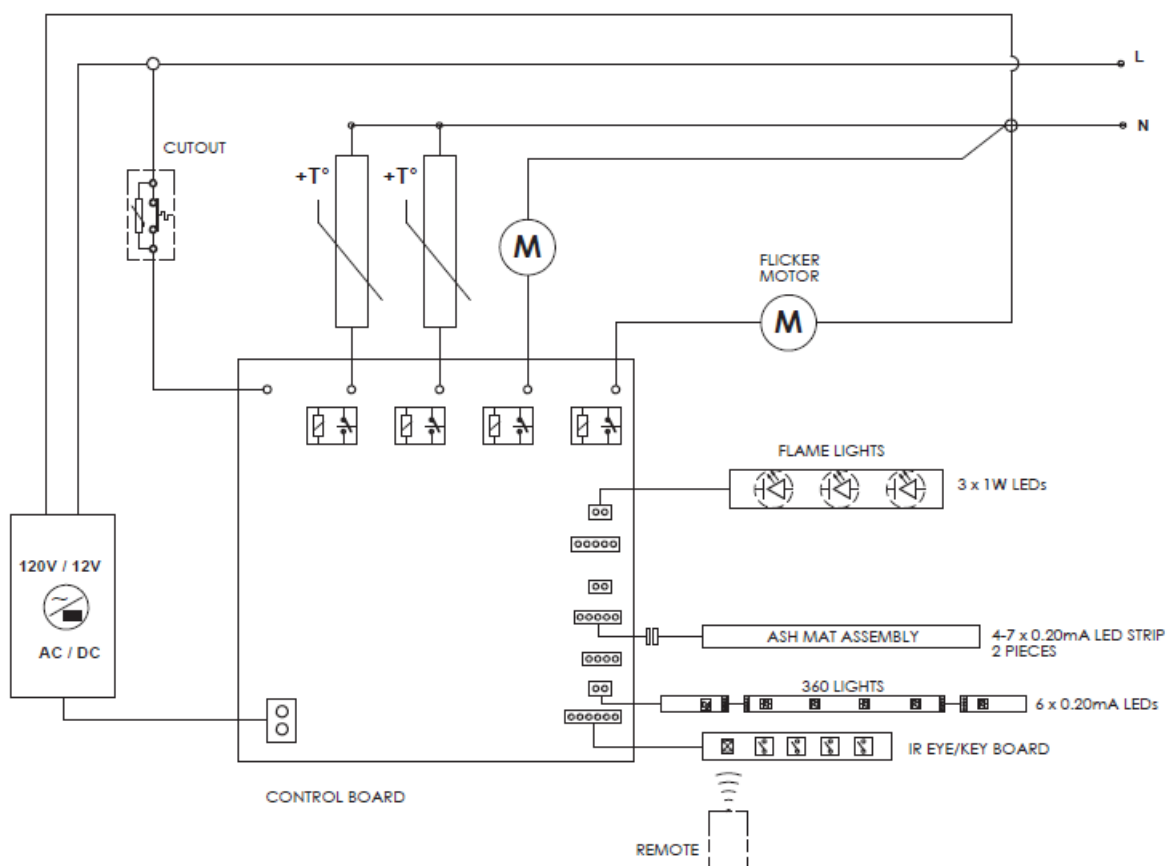 L
N
CUTOUT
+T°
+T°
M
FLICKER
MOTOR
M
FLAME LIGHTS
3 x 1W LEDs
120V / 12V
AC / DC
ASH MAT ASSEMBLY
4-7 x 0.20mA LED STRIP
2 PIECES
360 LIGHTS
6 x 0.20mA LEDs
IR EYE/KEY BOARD
CONTROL BOARD
REMOTE